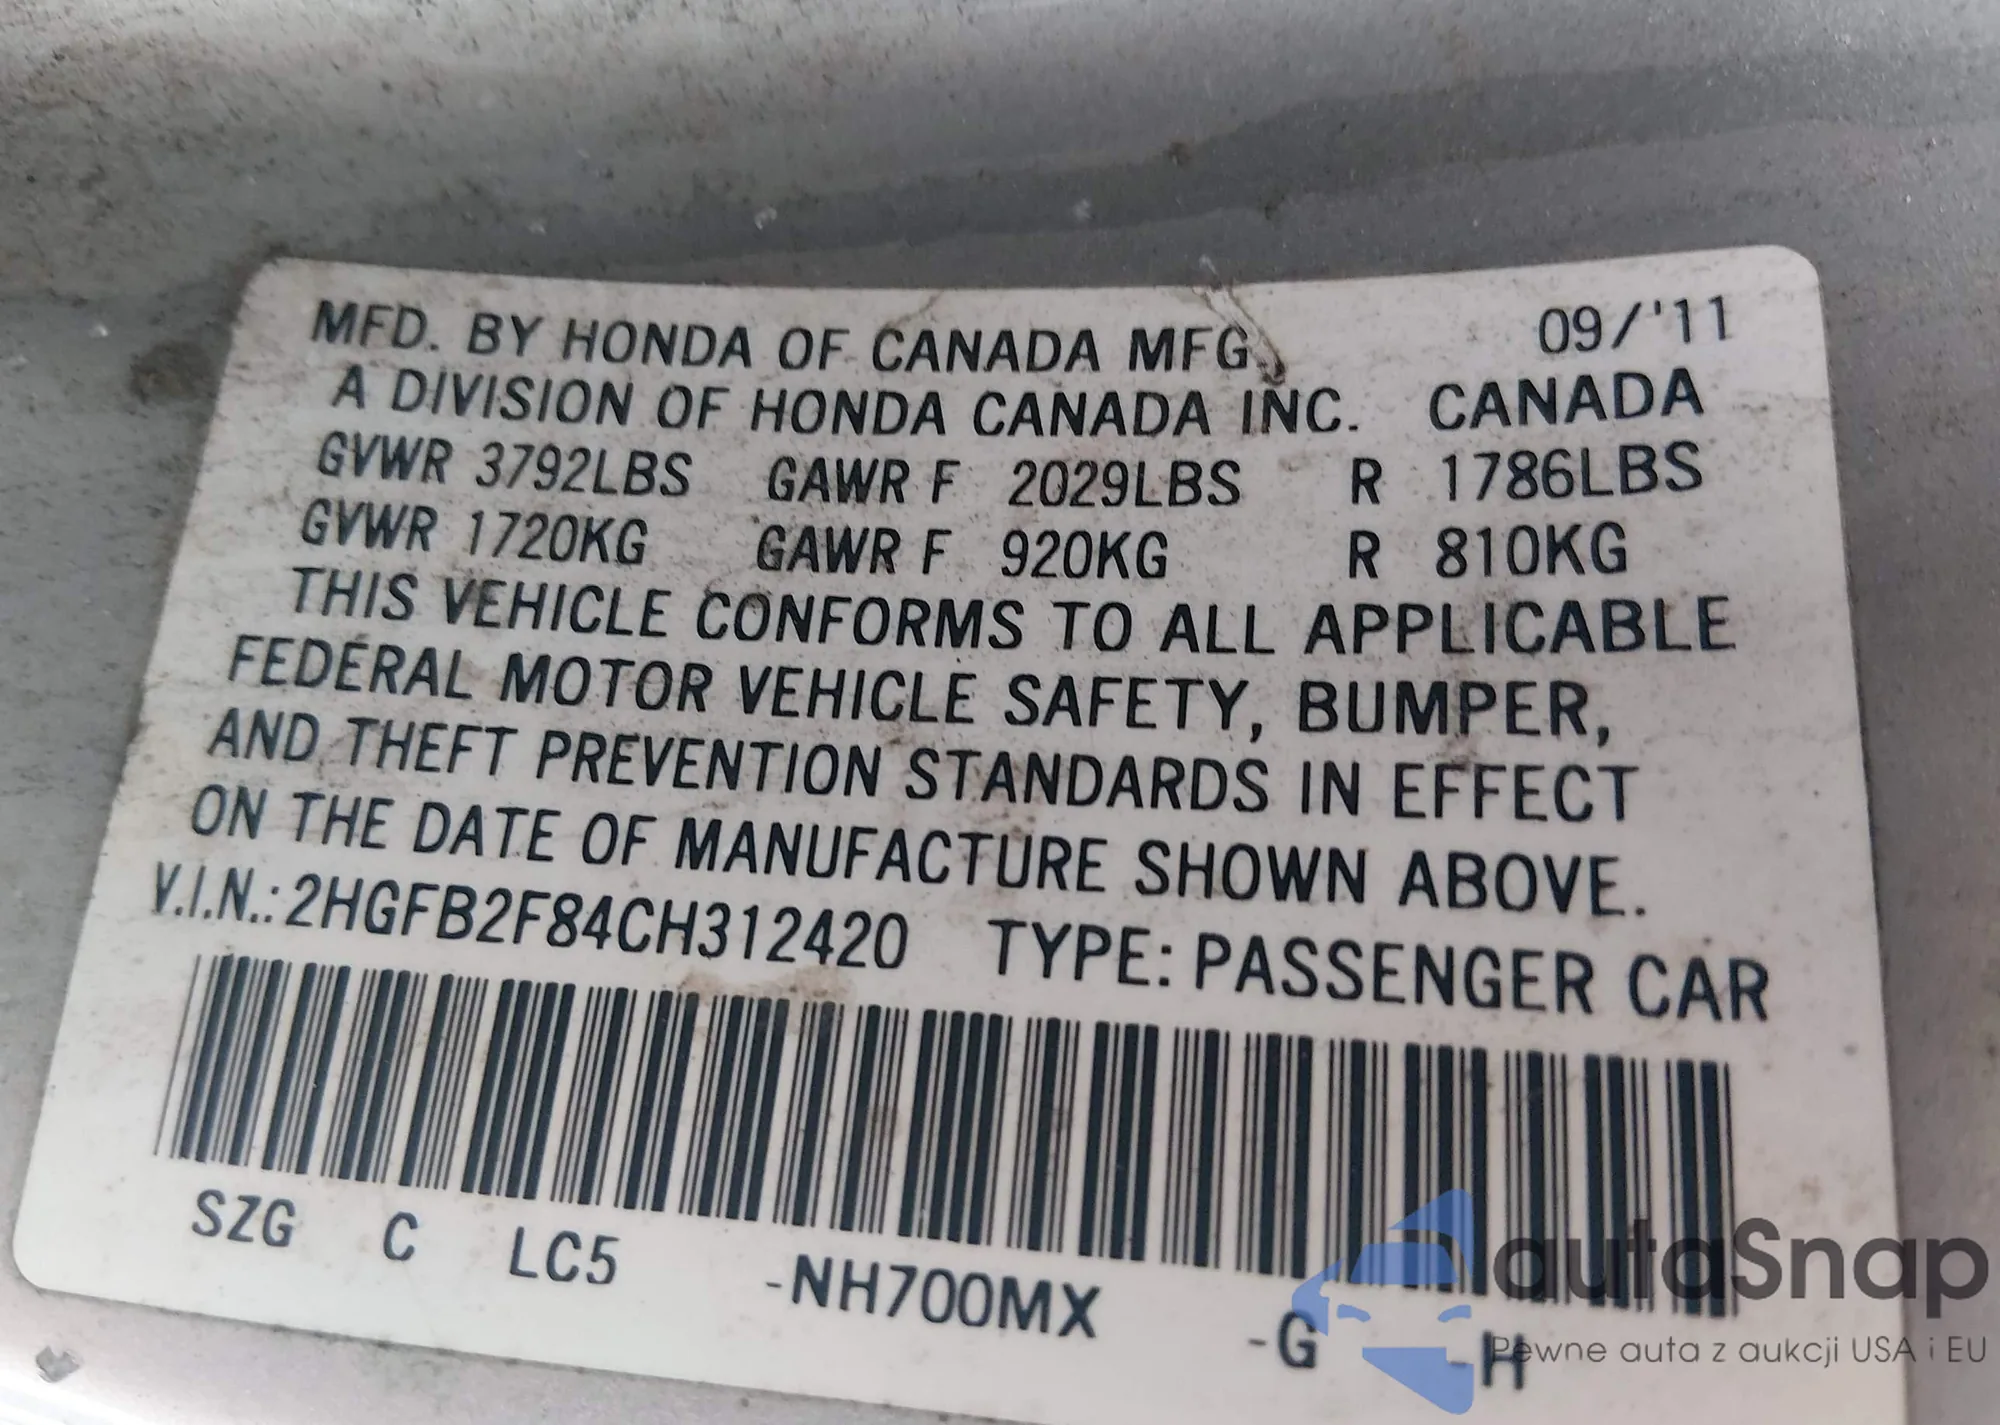 MFD. BY HONDA OF CANADA MFG. 09/'11
A DIVISION OF HONDA CANADA INC. CANADA
GVWR 3792LBS GAWR F 2029LBS R 1786LBS
GVWR 1720KG GAWR F 920KG R 810KG
THIS VEHICLE CONFORMS TO ALL APPLICABLE
FEDERAL MOTOR VEHICLE SAFETY, BUMPER,
AND THEFT PREVENTION STANDARDS IN EFFECT
ON THE DATE OF MANUFACTURE SHOWN ABOVE.
V.I.N.: 2HGFB2F84CH312420 TYPE: PASSENGER CAR
SZG C LC5 -NH700MX -G -H
autaSnap
Pewne auta z aukcji USA i EU